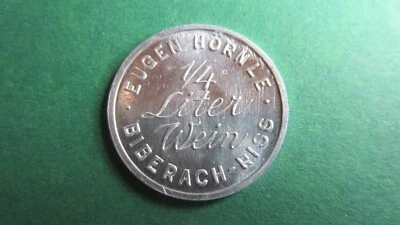 · EUGEN HÖRNLE ·
1/4
Liter
Wein
BIBERACH-RISS